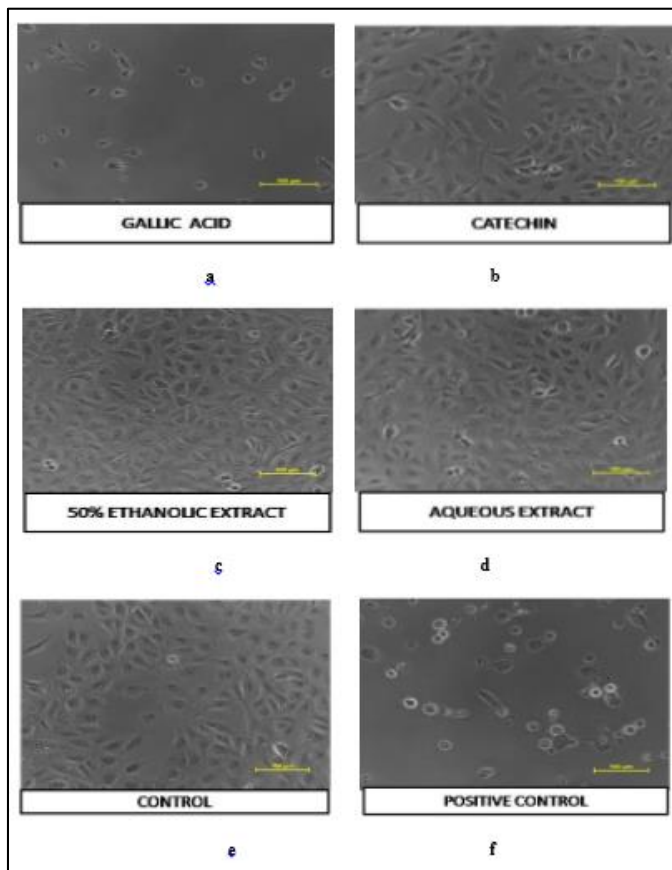 GALLIC ACID
CATECHIN
a
b
50% ETHANOLIC EXTRACT
AQUEOUS EXTRACT
c
d
CONTROL
POSITIVE CONTROL
e
f